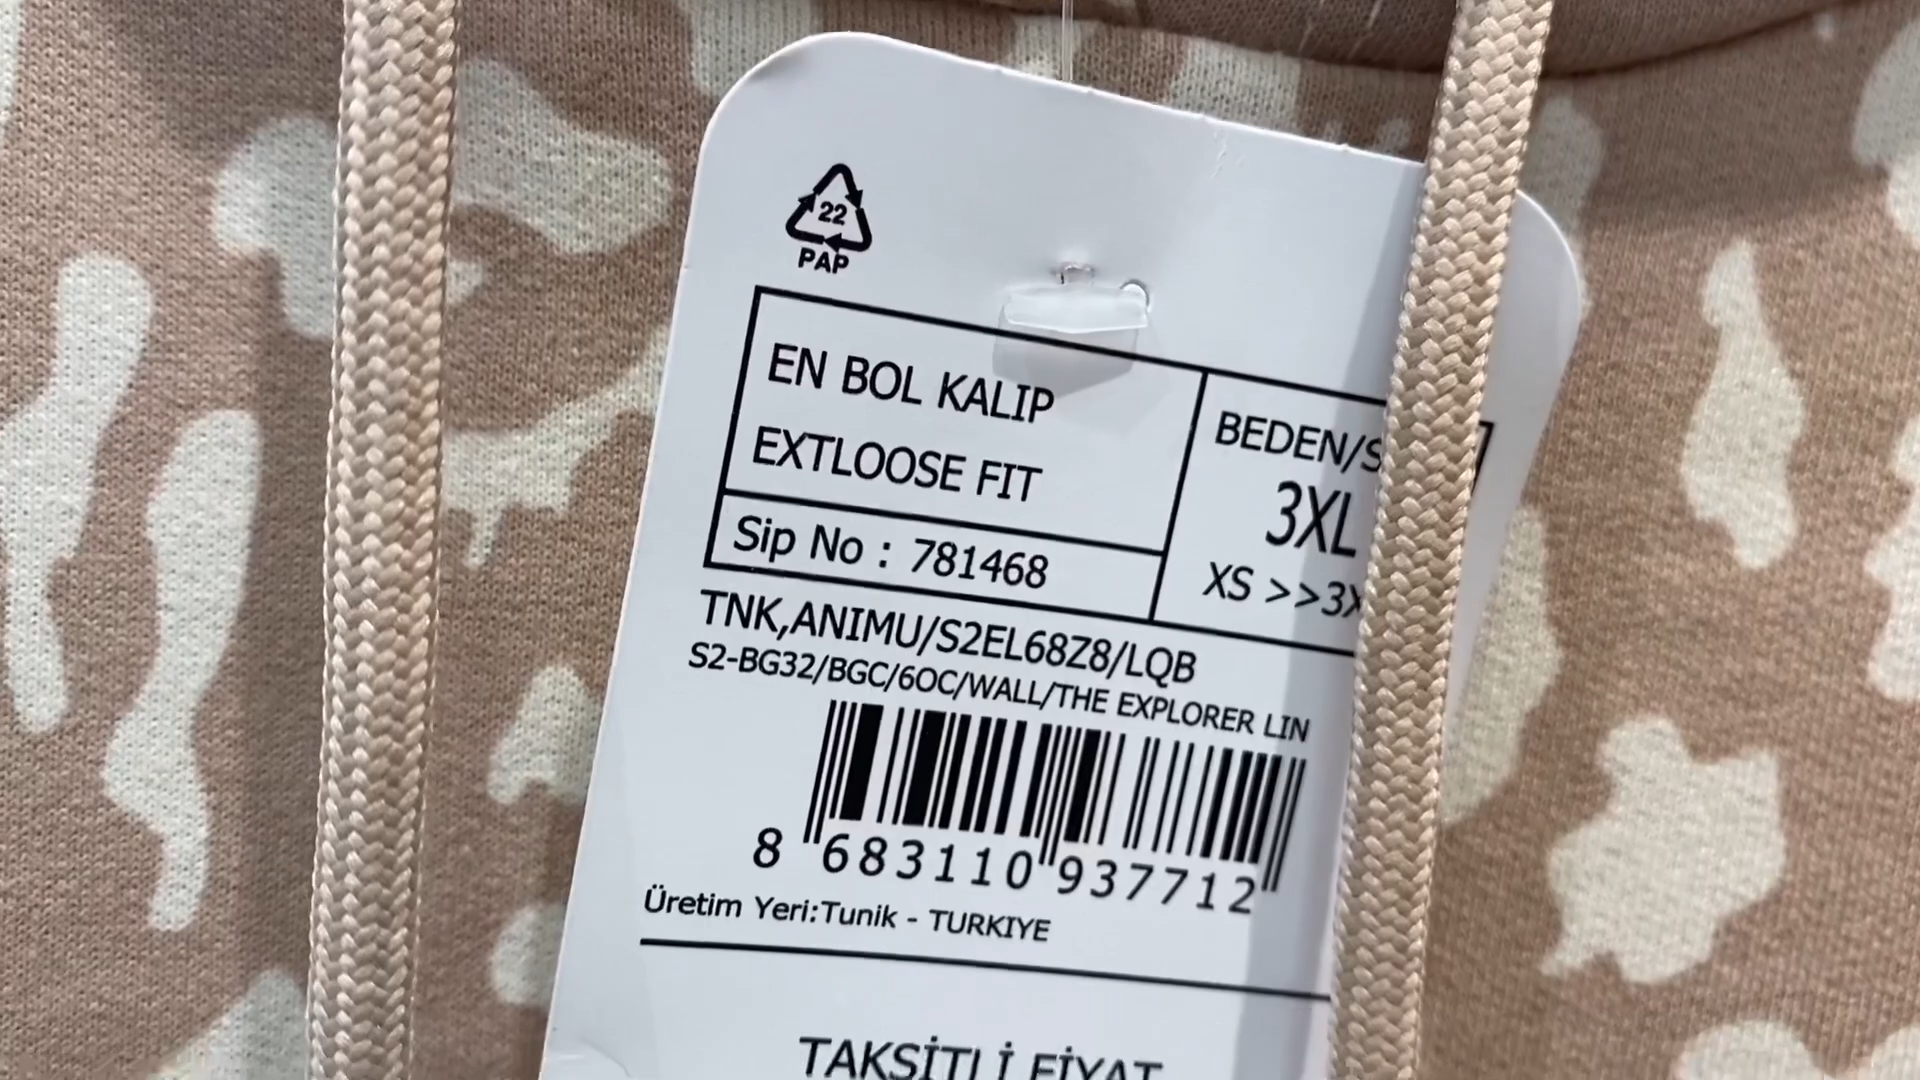 22
PAP
EN BOL KALIP
EXTLOOSE FIT
BEDEN/S
3XL
XS >>3X
Sip No : 781468
TNK,ANIMU/S2EL68Z8/LQB
S2-BG32/BGC/6OC/WALL/THE EXPLORER LIN
8 683110 937712
Üretim Yeri:Tunik - TURKIYE
TAKSİTLİ FİYAT